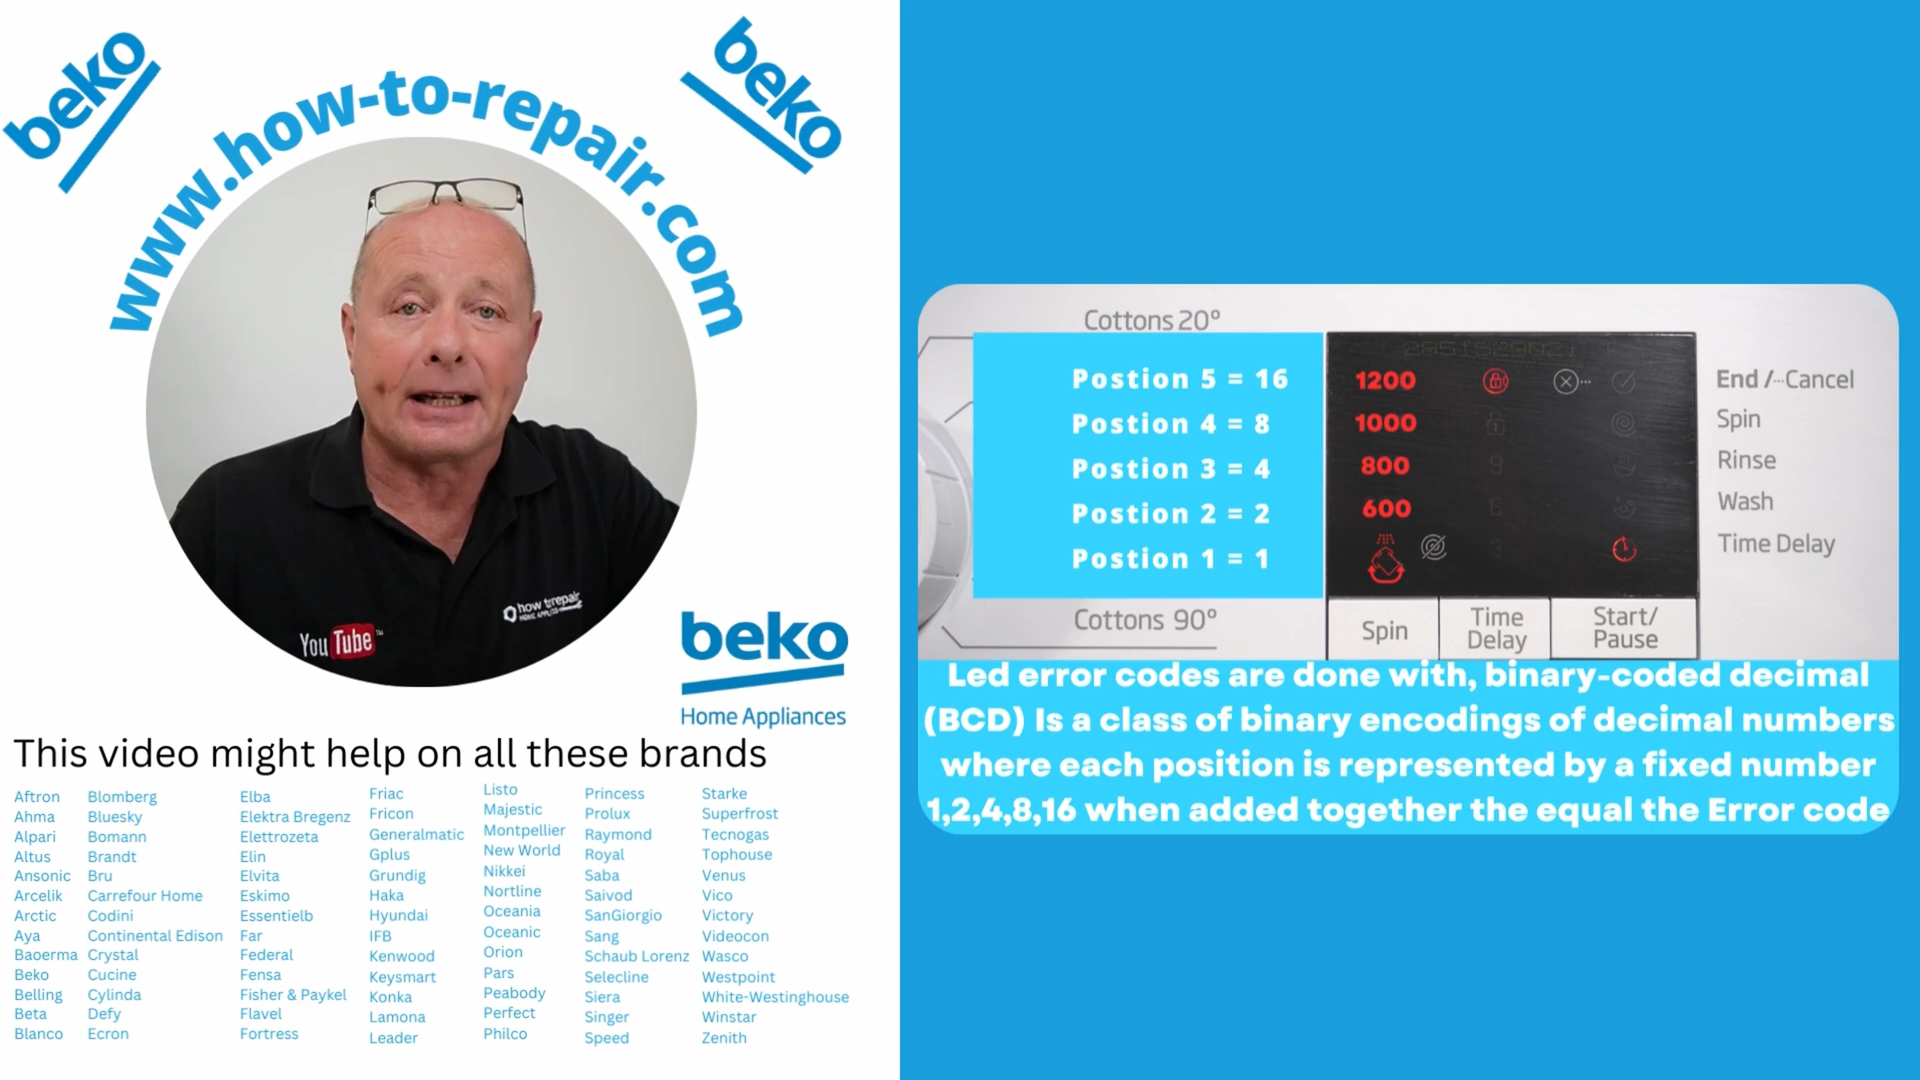 beko
beko
www.how-to-repair.com
how to repair
YouTube
beko
Home Appliances
This video might help on all these brands
Aftron
Ahma
Alpari
Altus
Ansonic
Arcelik
Arctic
Aya
Baoerma
Beko
Belling
Beta
Blanco
Blomberg
Bluesky
Bomann
Brandt
Bru
Carrefour Home
Codini
Continental Edison
Crystal
Cucine
Cylinda
Defy
Ecron
Elba
Elektra Bregenz
Elettrozeta
Elin
Elvita
Eskimo
Essentielb
Far
Federal
Fensa
Fisher & Paykel
Flavel
Fortress
Friac
Fricon
Generalmatic
Gplus
Grundig
Haka
Hyundai
IFB
Kenwood
Keysmart
Konka
Lamona
Leader
Listo
Majestic
Montpellier
New World
Nikkei
Nortline
Oceania
Oceanic
Orion
Pars
Peabody
Perfect
Philco
Princess
Prolux
Raymond
Royal
Saba
Saivod
SanGiorgio
Sang
Schaub Lorenz
Selecline
Siera
Singer
Speed
Starke
Superfrost
Tecnogas
Tophouse
Venus
Vico
Victory
Videocon
Wasco
Westpoint
White-Westinghouse
Winstar
Zenith
Cottons 20º
Postion 5 = 16
Postion 4 = 8
Postion 3 = 4
Postion 2 = 2
Postion 1 = 1
1200
1000
800
600
9
6
3
End /···Cancel
Spin
Rinse
Wash
Time Delay
Cottons 90º
Spin
Time
Delay
Start/
Pause
Led error codes are done with, binary-coded decimal
(BCD) Is a class of binary encodings of decimal numbers
where each position is represented by a fixed number
1,2,4,8,16 when added together the equal the Error code